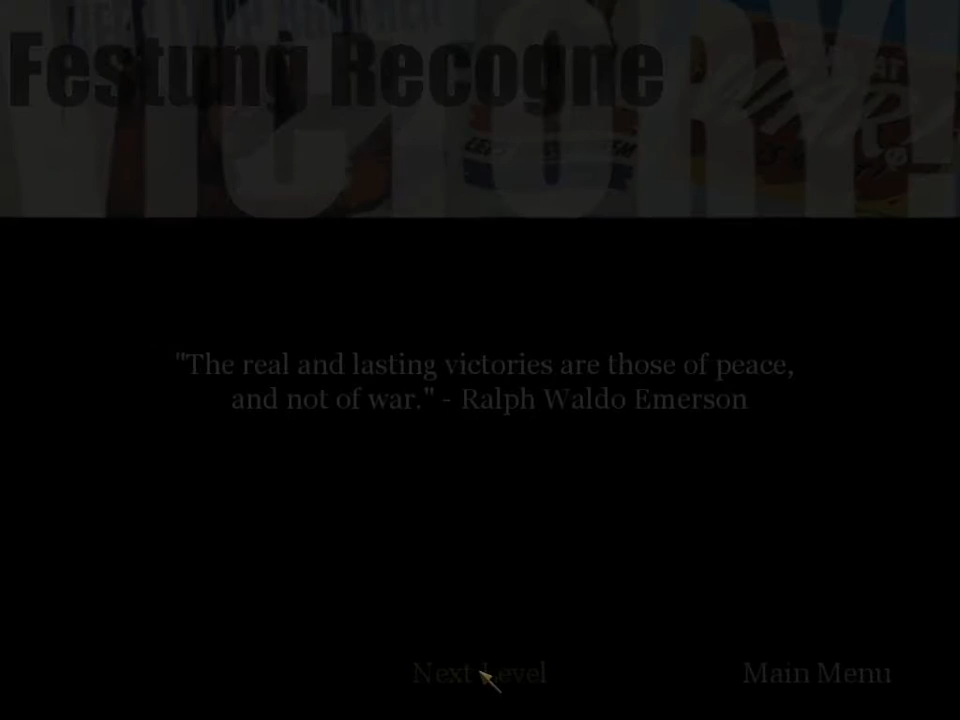 Festung Recogne
VICTORY!
"The real and lasting victories are those of peace,
and not of war." - Ralph Waldo Emerson
Next Level
Main Menu